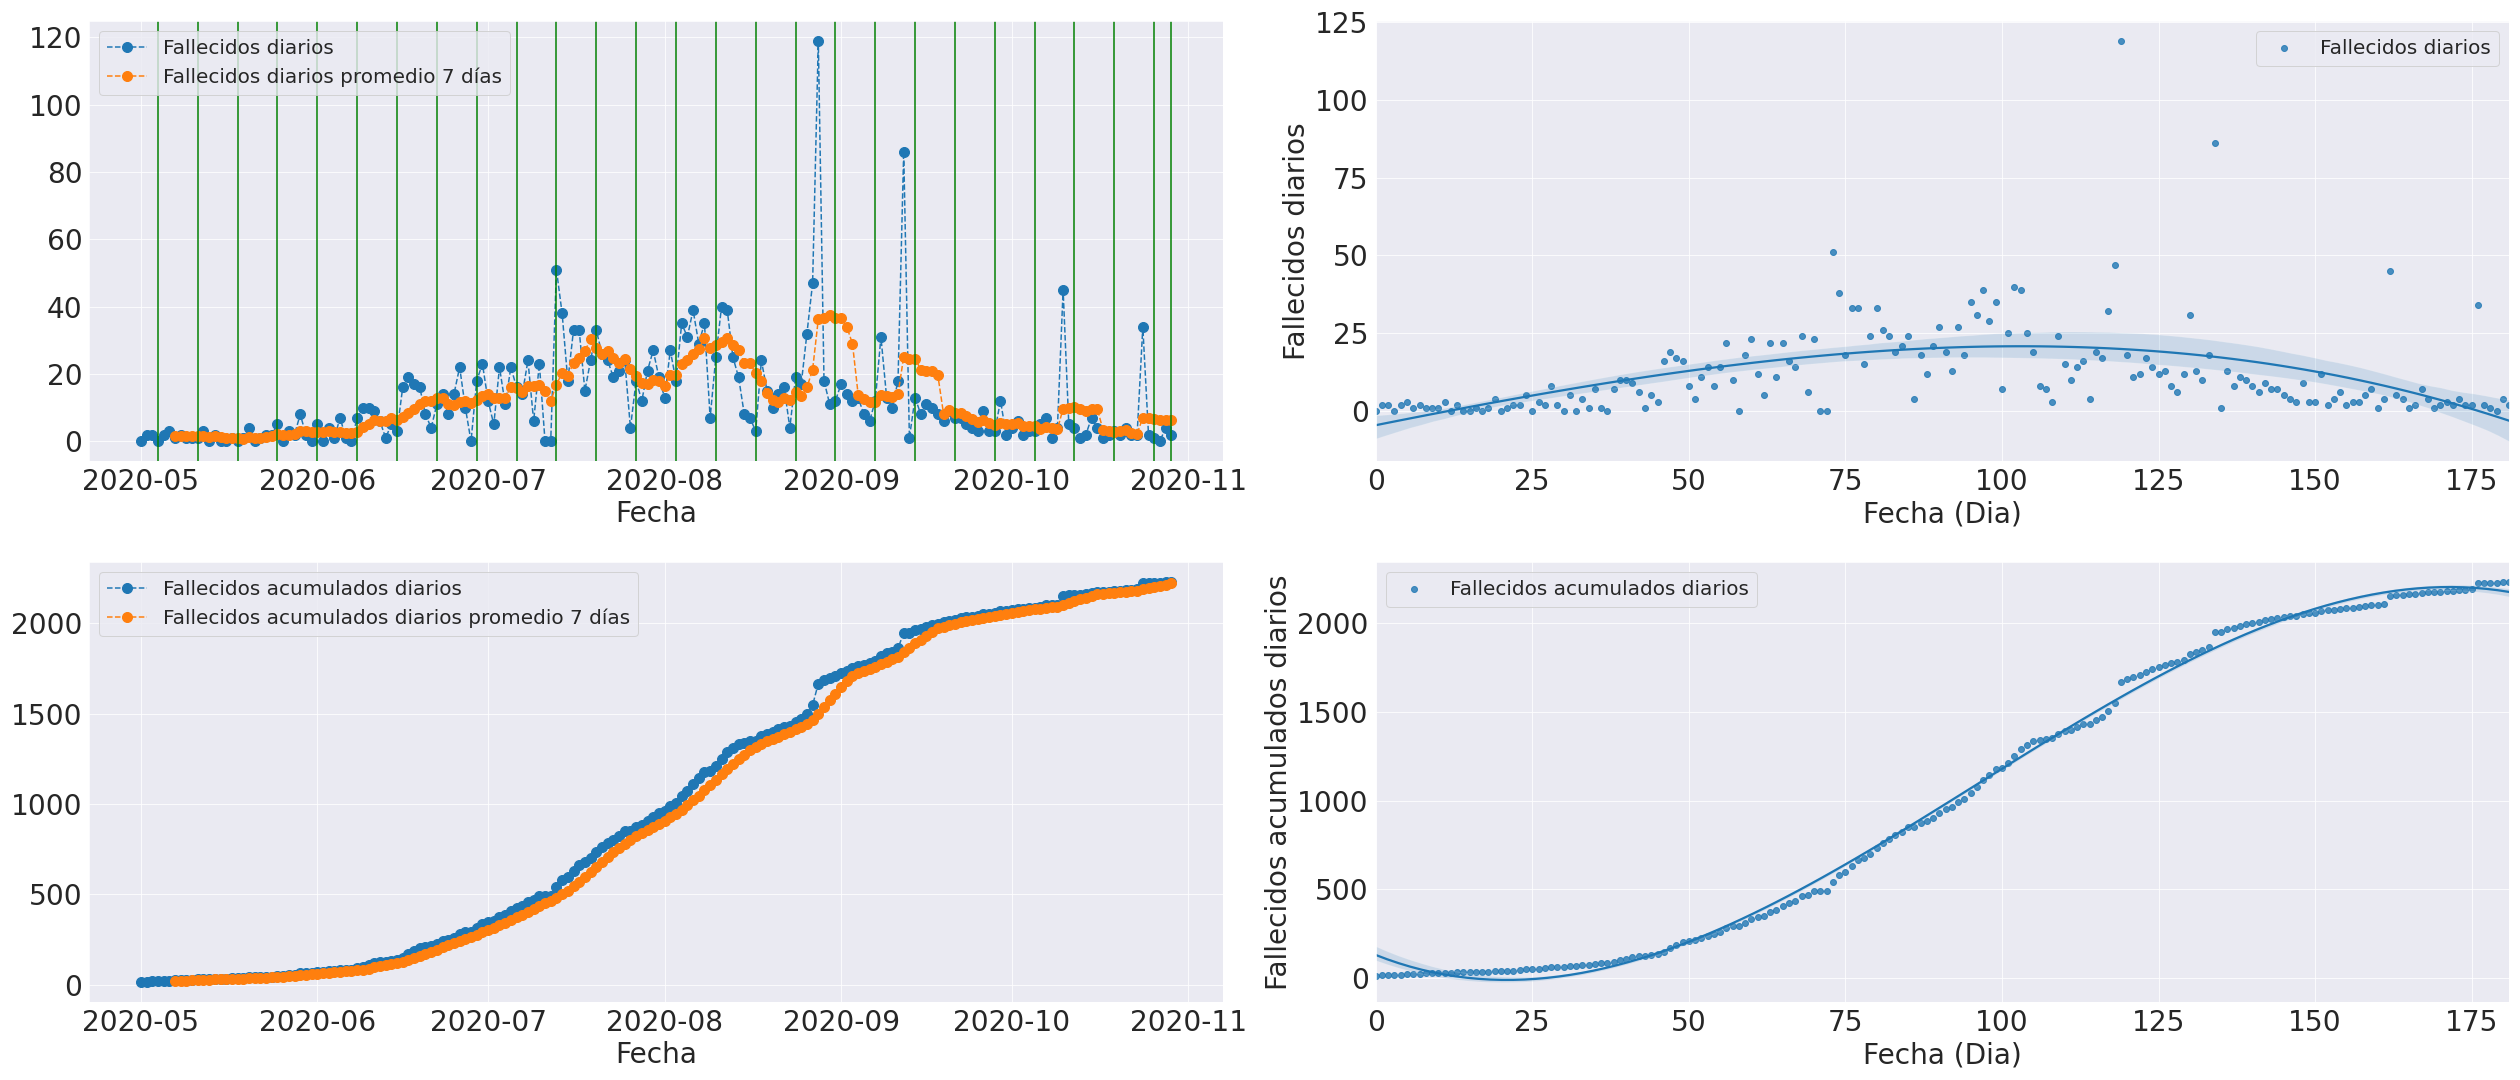 120
100
80
60
40
20
0
Fallecidos diarios
Fallecidos diarios promedio 7 días
2020-05 2020-06 2020-07 2020-08 2020-09 2020-10 2020-11
Fecha
Fallecidos diarios
125
100
75
50
25
0
Fallecidos diarios
0 25 50 75 100 125 150 175
Fecha (Dia)
2000
1500
1000
500
0
Fallecidos acumulados diarios
Fallecidos acumulados diarios promedio 7 días
2020-05 2020-06 2020-07 2020-08 2020-09 2020-10 2020-11
Fecha
Fallecidos acumulados diarios
2000
1500
1000
500
0
Fallecidos acumulados diarios
0 25 50 75 100 125 150 175
Fecha (Dia)